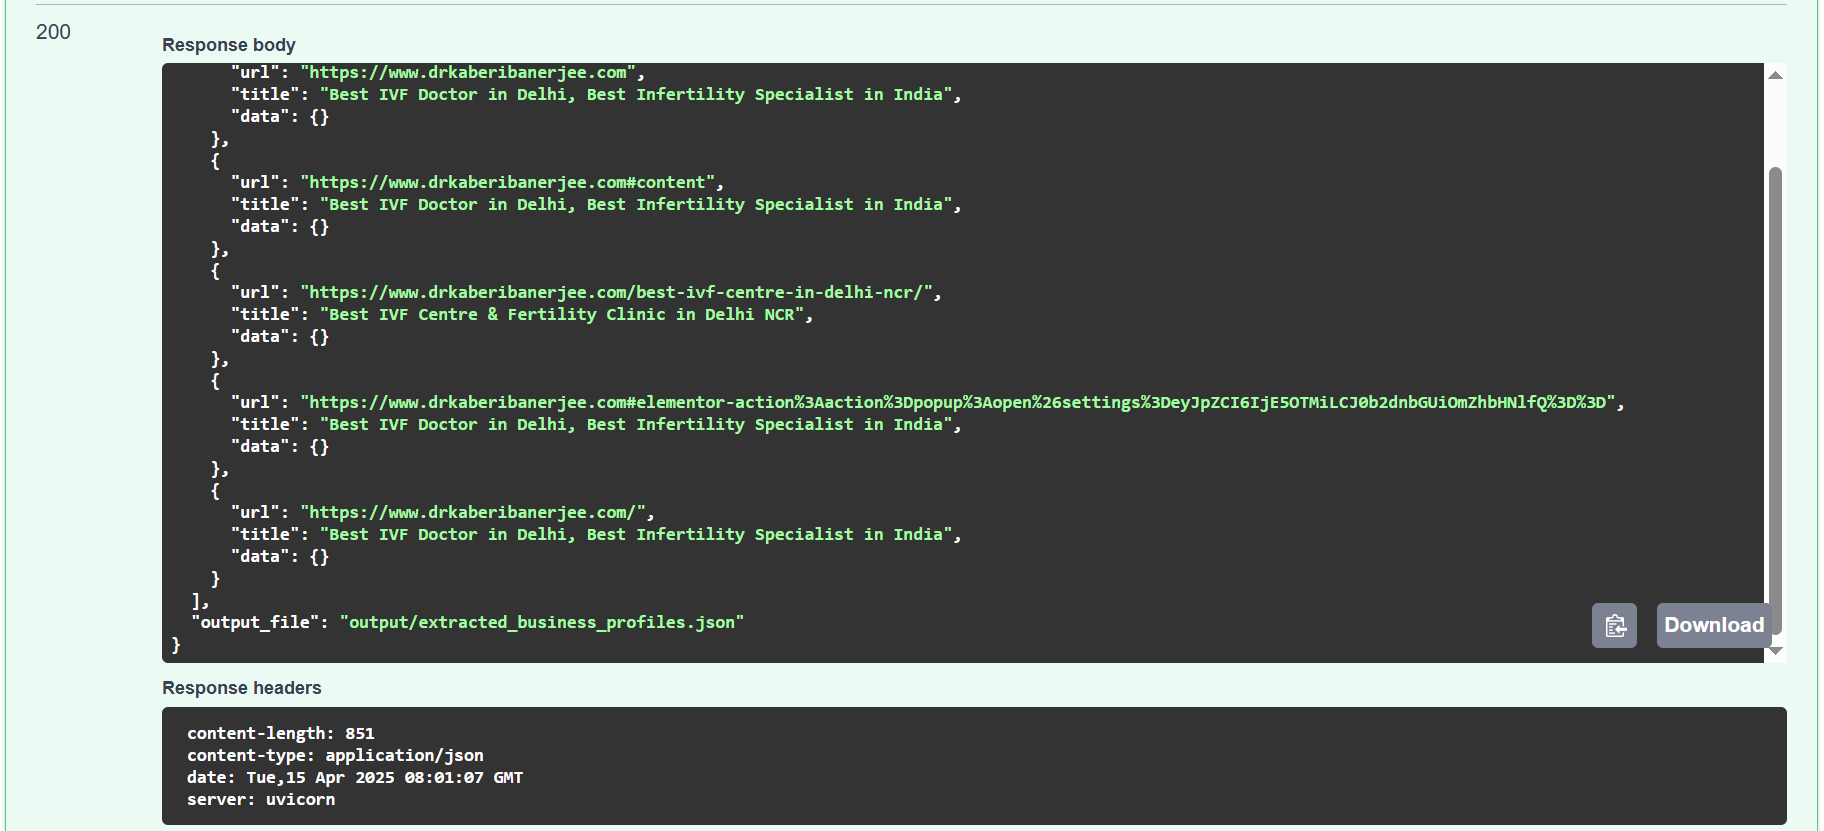 200
Response body
"url": "https://www.drkaberibanerjee.com",
"title": "Best IVF Doctor in Delhi, Best Infertility Specialist in India",
"data": {}
},
{
"url": "https://www.drkaberibanerjee.com#content",
"title": "Best IVF Doctor in Delhi, Best Infertility Specialist in India",
"data": {}
},
{
"url": "https://www.drkaberibanerjee.com/best-ivf-centre-in-delhi-ncr/",
"title": "Best IVF Centre & Fertility Clinic in Delhi NCR",
"data": {}
},
{
"url": "https://www.drkaberibanerjee.com#elementor-action%3Aaction%3Dpopup%3Aopen%26settings%3DeyJpZCI6IjE5OTMiLCJ0b2dnbGUiOmZhbHNlfQ%3D%3D",
"title": "Best IVF Doctor in Delhi, Best Infertility Specialist in India",
"data": {}
},
{
"url": "https://www.drkaberibanerjee.com/",
"title": "Best IVF Doctor in Delhi, Best Infertility Specialist in India",
"data": {}
}
],
"output_file": "output/extracted_business_profiles.json"
}
Download
Response headers
content-length: 851
content-type: application/json
date: Tue,15 Apr 2025 08:01:07 GMT
server: uvicorn